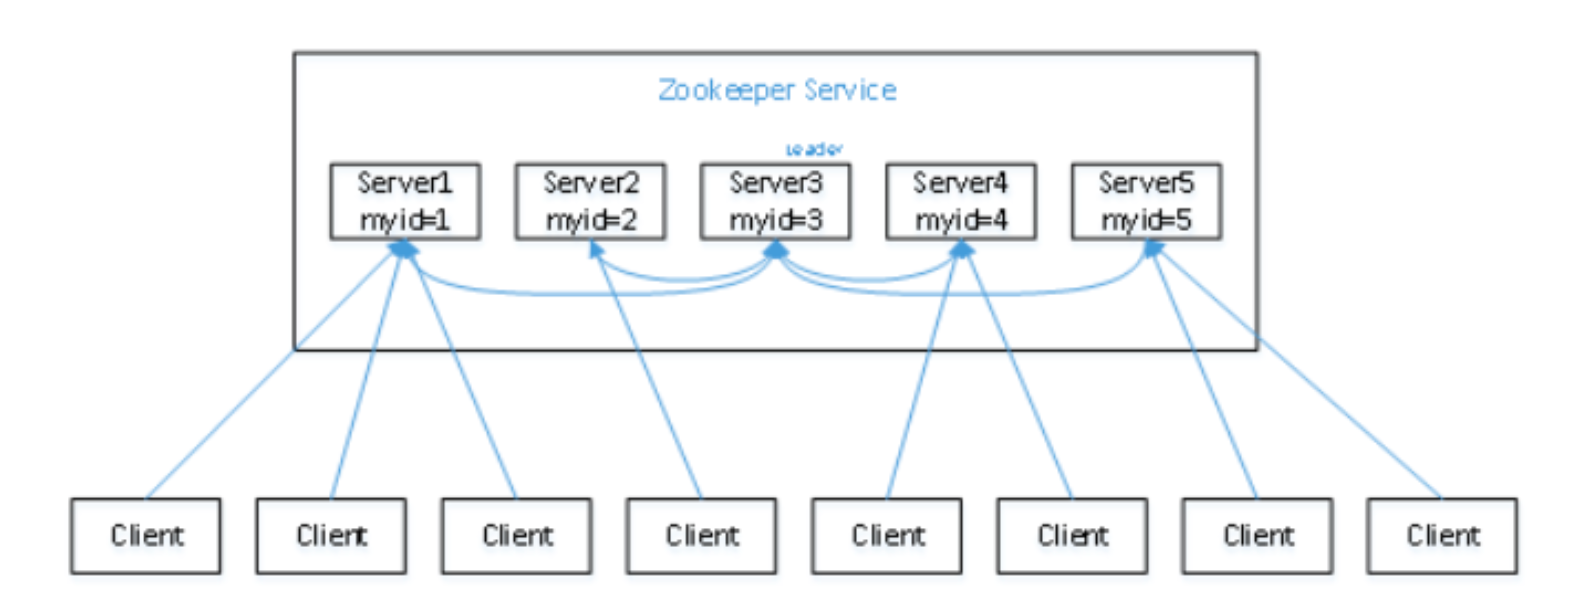 Zookeeper Service
Leader
Server1
myid=1
Server2
myid=2
Server3
myid=3
Server4
myid=4
Server5
myid=5
Client
Client
Client
Client
Client
Client
Client
Client